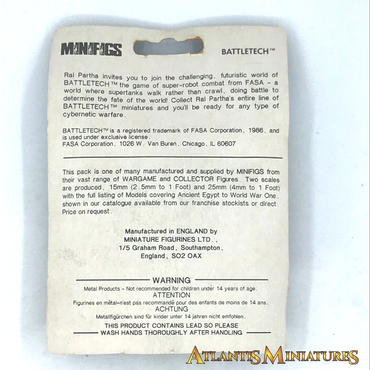 MINIFIGS BATTLETECH™
Ral Partha invites you to join the challenging, futuristic world of
BATTLETECH™ the game of super-robot combat from FASA – a
world where supertanks walk rather than crawl, doing battle to
determine the fate of the world! Collect Ral Partha's entire line
of BATTLETECH™ miniatures and you'll be ready for any type of
cybernetic warfare.
BATTLETECH™ is a registered trademark of FASA Corporation, 1986, and
is used under exclusive license.
FASA Corporation, 1026 W. Van Buren, Chicago, IL 60607
This pack is one of many manufactured and supplied by MINIFIGS from
their vast range of WARGAME and COLLECTOR Figures. Two scales
are produced, 15mm (2.5mm to 1 Foot) and 25mm (4mm to 1 Foot)
with the full listing of Models covering Ancient Egypt to World War One,
shown in our catalogue available from our franchise stockists or direct
Price on request.
Manufactured in ENGLAND by
MINIATURE FIGURINES LTD.,
1/5 Graham Road, Southampton,
England, SO2 OAX
WARNING
Metal Products – Not recommended for children under 14 years of age.
ATTENTION
Figurines en métal–n'est pas recommendé pour des enfants de moins de 14 ans.
ACHTUNG
Metallfigürchen sind für kinder unter 14 jahren nicht emfohlen.
THIS PRODUCT CONTAINS LEAD SO PLEASE
WASH HANDS THOROUGHLY AFTER HANDLING
ATLANTIS MINIATURES